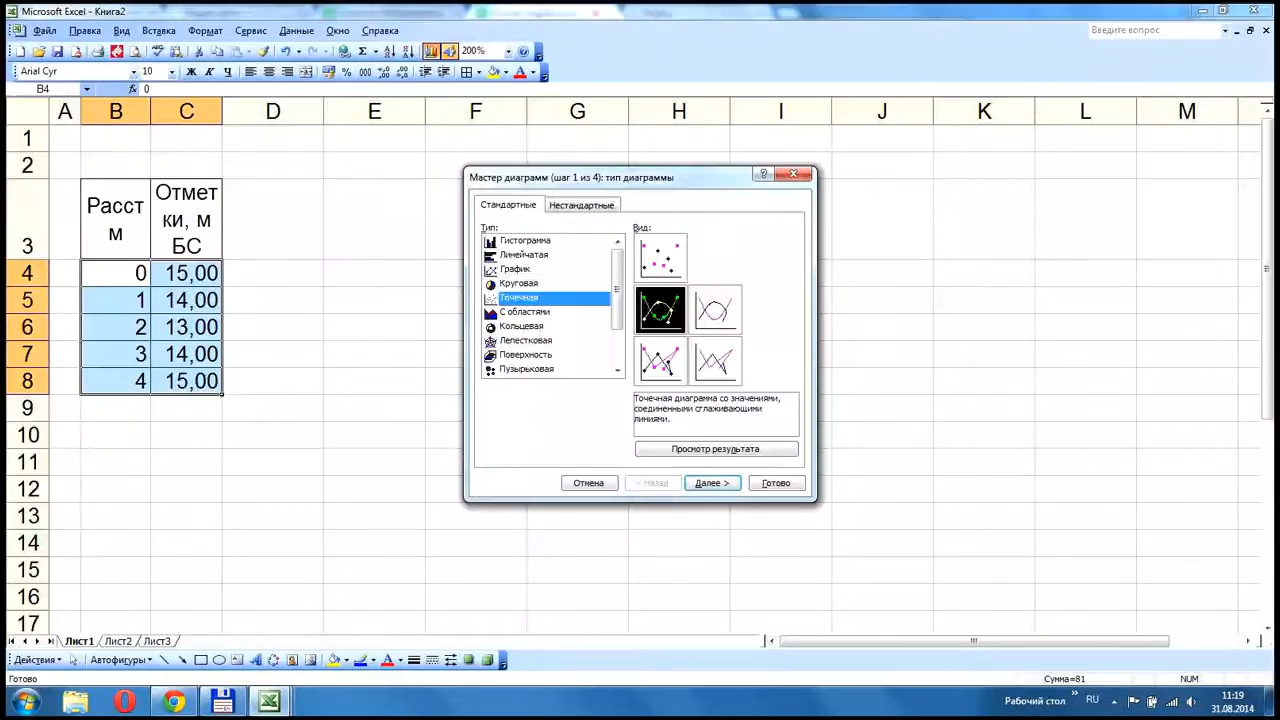 Microsoft Excel - Книга2
Файл Правка Вид Вставка Формат Сервис Данные Окно Справка
Введите вопрос
Σ 200%
Arial Cyr 10 Ж К Ч % 000
B4 fx 0
A B C D E F G H I J K L M
1
2
3
Расст м
Отмет ки, м БС
4 0 15,00
5 1 14,00
6 2 13,00
7 3 14,00
8 4 15,00
9
10
11
12
13
14
15
16
17
Мастер диаграмм (шаг 1 из 4): тип диаграммы
Стандартные Нестандартные
Тип: Вид:
Гистограмма
Линейчатая
График
Круговая
Точечная
С областями
Кольцевая
Лепестковая
Поверхность
Пузырьковая
Точечная диаграмма со значениями,
соединенными сглаживающими
линиями.
Просмотр результата
Отмена < Назад Далее > Готово
Лист1 Лист2 Лист3
Действия Автофигуры
Готово Сумма=81 NUM
Рабочий стол » RU 11:19
31.08.2014